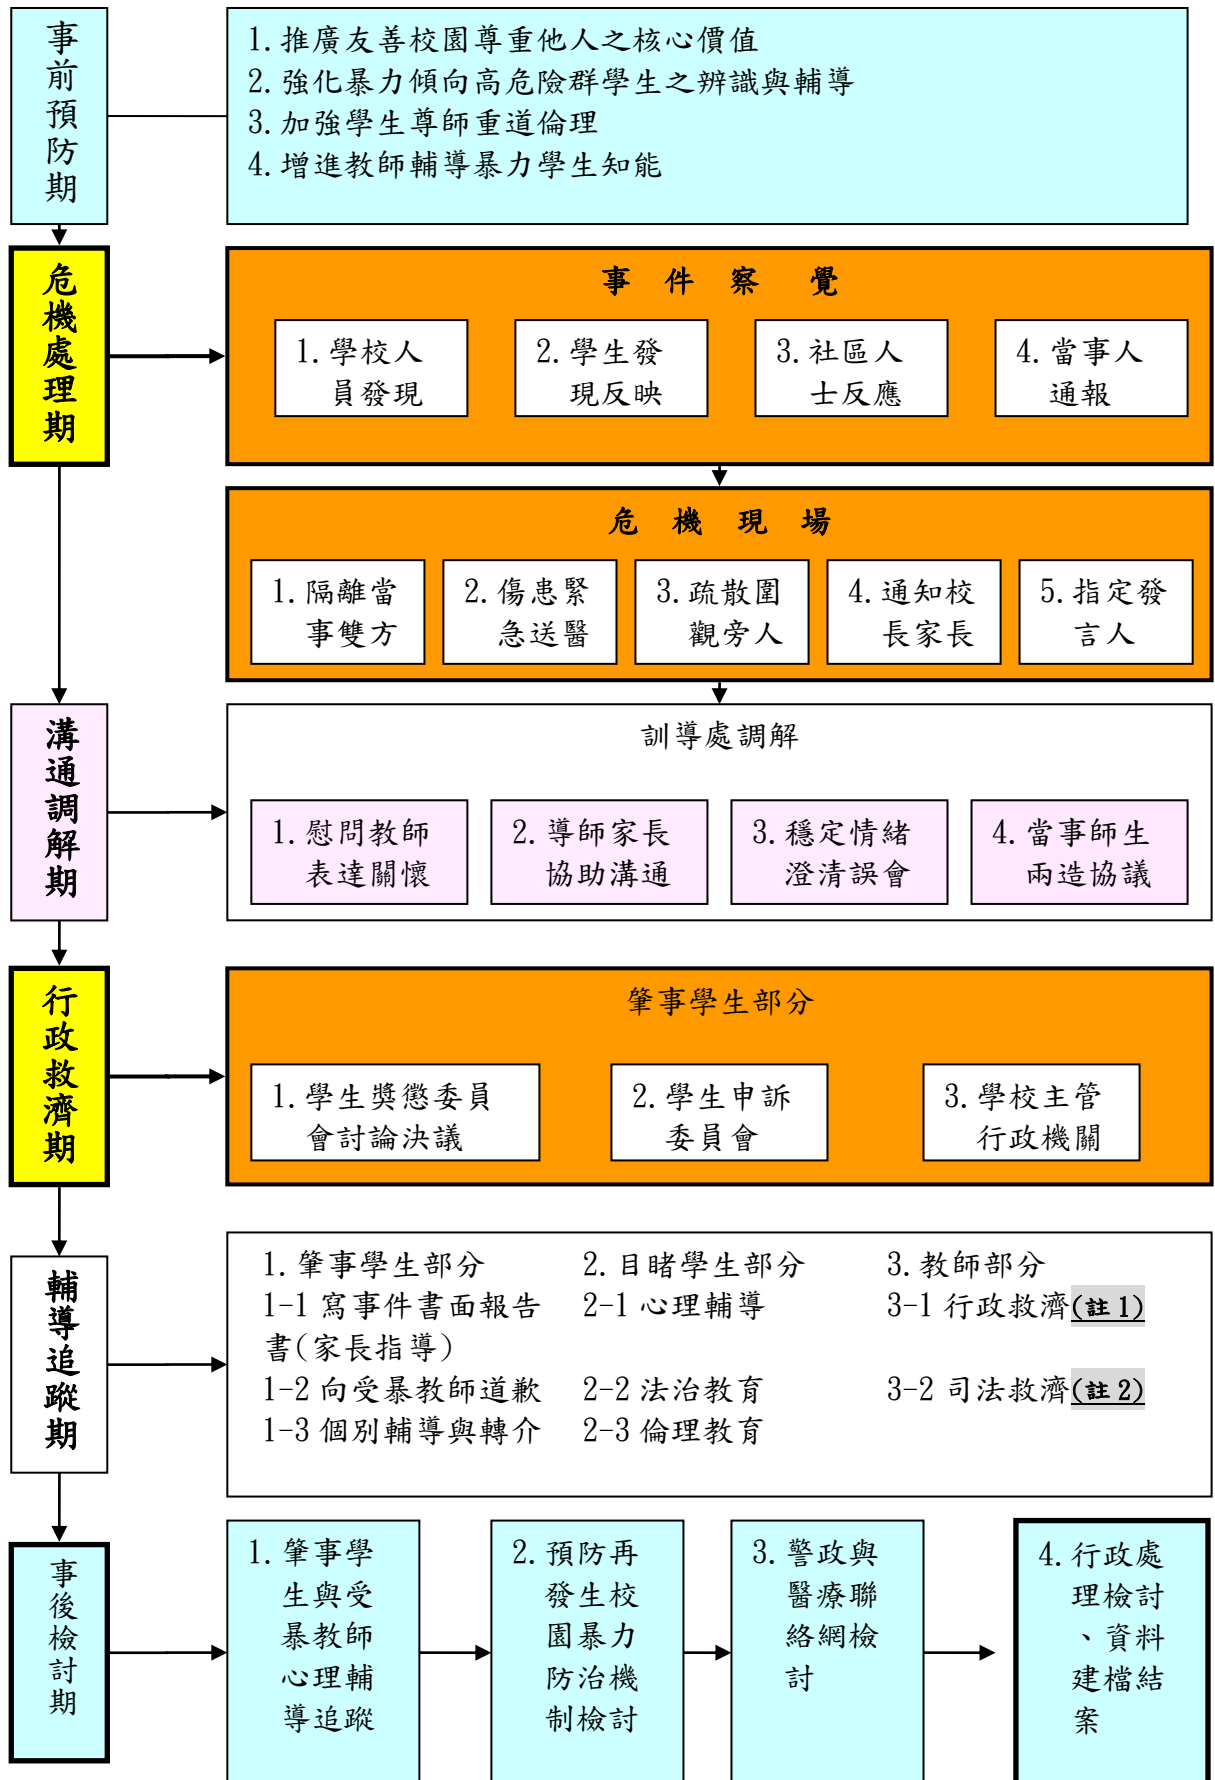 事前預防期
1.推廣友善校園尊重他人之核心價值
2.強化暴力傾向高危險群學生之辨識與輔導
3.加強學生尊師重道倫理
4.增進教師輔導暴力學生知能
危機處理期
事件察覺
1.學校人
員發現
2.學生發
現反映
3.社區人
士反應
4.當事人
通報
危機現場
1.隔離當
事雙方
2.傷患緊
急送醫
3.疏散圍
觀旁人
4.通知校
長家長
5.指定發
言人
溝通調解期
訓導處調解
1.慰問教師
表達關懷
2.導師家長
協助溝通
3.穩定情緒
澄清誤會
4.當事師生
兩造協議
行政救濟期
肇事學生部分
1.學生獎懲委員
會討論決議
2.學生申訴
委員會
3.學校主管
行政機關
輔導追蹤期
1.肇事學生部分
1-1 寫事件書面報告
書(家長指導)
1-2 向受暴教師道歉
1-3 個別輔導與轉介
2.目睹學生部分
2-1 心理輔導
2-2 法治教育
2-3 倫理教育
3.教師部分
3-1 行政救濟(註1)
3-2 司法救濟(註2)
事後檢討期
1.肇事學
生與受
暴教師
心理輔
導追蹤
2.預防再
發生校
園暴力
防治機
制檢討
3.警政與
醫療聯
絡網檢
討
4.行政處
理檢討
、資料
建檔結
案